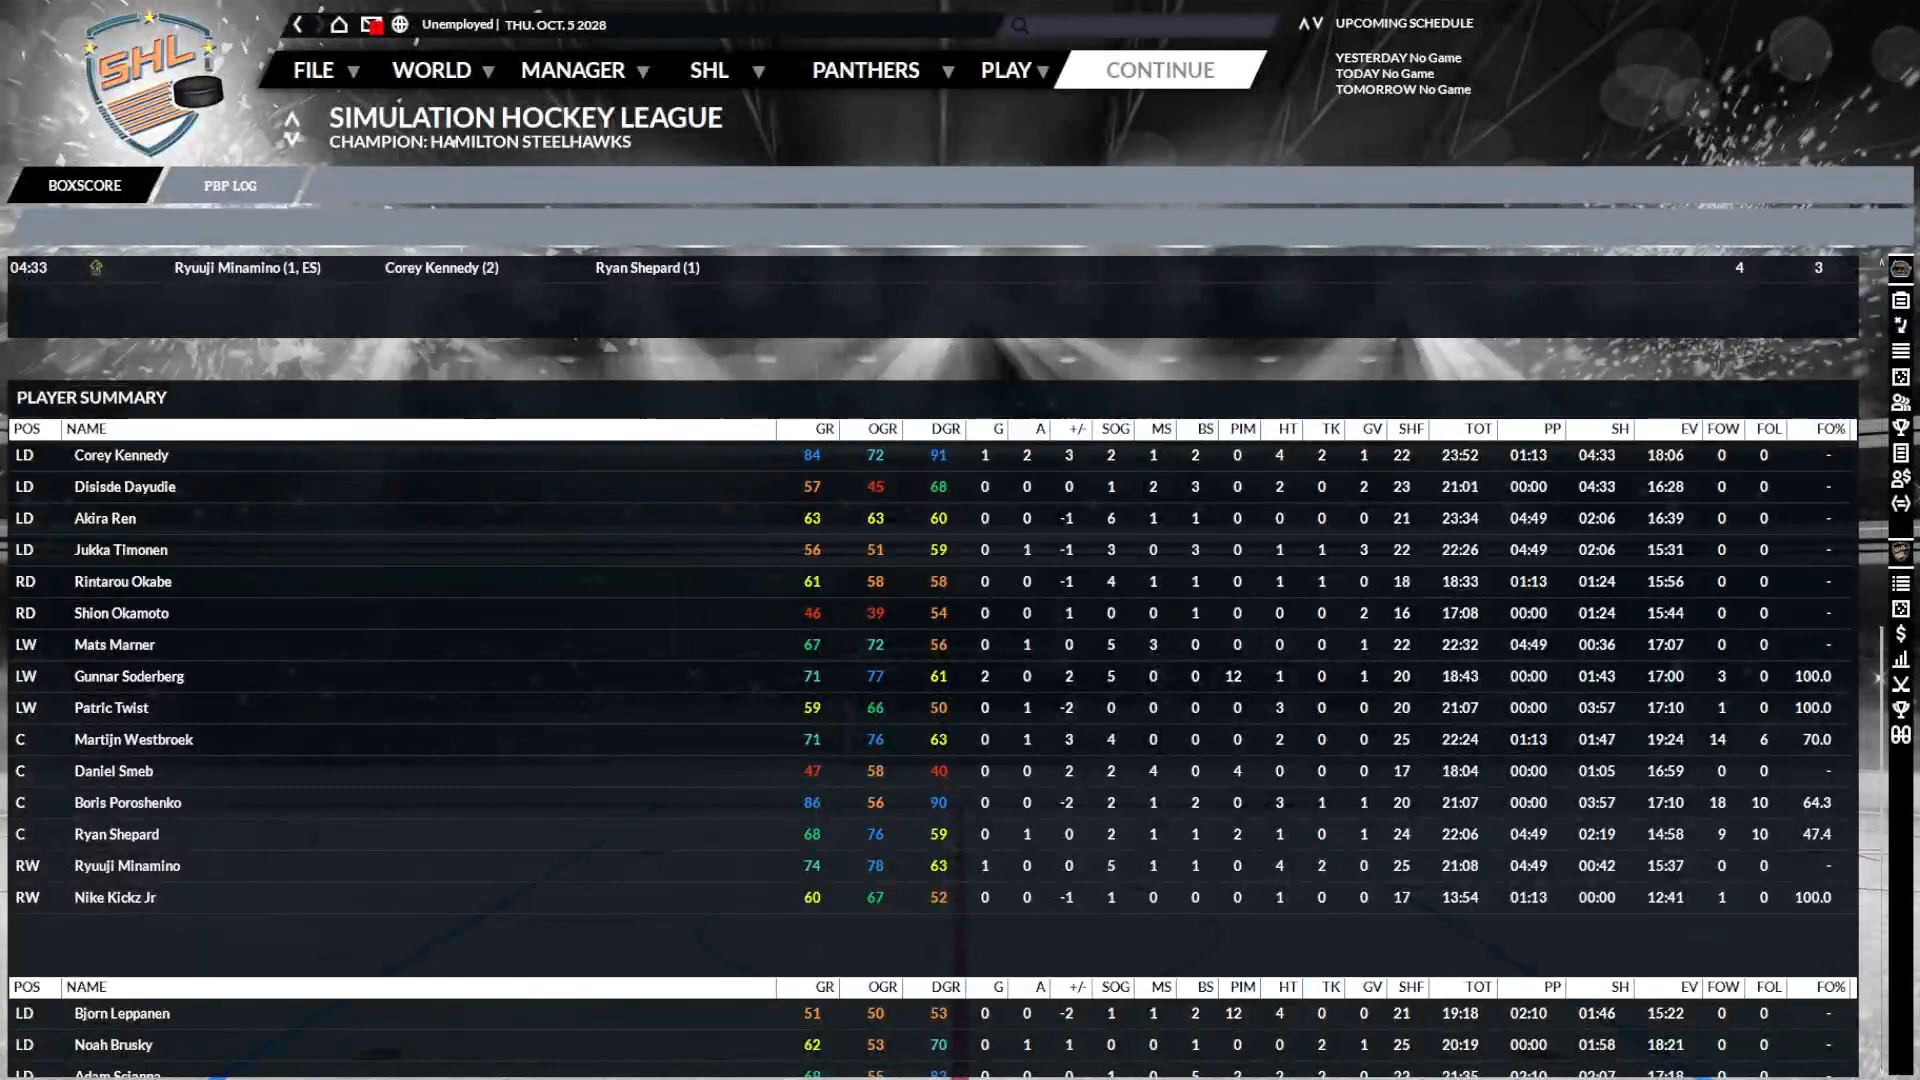 SHL
Unemployed | THU. OCT. 5 2028
UPCOMING SCHEDULE
YESTERDAY No Game
TODAY No Game
TOMORROW No Game
FILE WORLD MANAGER SHL PANTHERS PLAY CONTINUE
SIMULATION HOCKEY LEAGUE
CHAMPION: HAMILTON STEELHAWKS
BOXSCORE PBP LOG
04:33 Ryuuji Minamino (1, ES) Corey Kennedy (2) Ryan Shepard (1) 4 3
PLAYER SUMMARY
POS NAME GR OGR DGR G A +/- SOG MS BS PIM HT TK GV SHF TOT PP SH EV FOW FOL FO%
LD Corey Kennedy 84 72 91 1 2 3 2 1 2 0 4 2 1 22 23:52 01:13 04:33 18:06 0 0 -
LD Disisde Dayudie 57 45 68 0 0 0 1 2 3 0 2 0 2 23 21:01 00:00 04:33 16:28 0 0 -
LD Akira Ren 63 63 60 0 0 -1 6 1 1 0 0 0 0 21 23:34 04:49 02:06 16:39 0 0 -
LD Jukka Timonen 56 51 59 0 1 -1 3 0 3 0 1 1 3 22 22:26 04:49 02:06 15:31 0 0 -
RD Rintarou Okabe 61 58 58 0 0 -1 4 1 1 0 1 1 0 18 18:33 01:13 01:24 15:56 0 0 -
RD Shion Okamoto 46 39 54 0 0 1 0 0 1 0 0 0 2 16 17:08 00:00 01:24 15:44 0 0 -
LW Mats Marner 67 72 56 0 1 0 5 3 0 0 0 0 1 22 22:32 04:49 00:36 17:07 0 0 -
LW Gunnar Soderberg 71 77 61 2 0 2 5 0 0 12 1 0 1 20 18:43 00:00 01:43 17:00 3 0 100.0
LW Patric Twist 59 66 50 0 1 -2 0 0 0 0 3 0 0 20 21:07 00:00 03:57 17:10 1 0 100.0
C Martijn Westbroek 71 76 63 0 1 3 4 0 0 0 2 0 0 25 22:24 01:13 01:47 19:24 14 6 70.0
C Daniel Smeb 47 58 40 0 0 2 2 4 0 4 0 0 0 17 18:04 00:00 01:05 16:59 0 0 -
C Boris Poroshenko 86 56 90 0 0 -2 2 1 2 0 3 1 1 20 21:07 00:00 03:57 17:10 18 10 64.3
C Ryan Shepard 68 76 59 0 1 0 2 1 1 2 1 0 1 24 22:06 04:49 02:19 14:58 9 10 47.4
RW Ryuuji Minamino 74 78 63 1 0 0 5 1 1 0 4 2 0 25 21:08 04:49 00:42 15:37 0 0 -
RW Nike Kickz Jr 60 67 52 0 0 -1 1 0 0 0 1 0 0 17 13:54 01:13 00:00 12:41 1 0 100.0
POS NAME GR OGR DGR G A +/- SOG MS BS PIM HT TK GV SHF TOT PP SH EV FOW FOL FO%
LD Bjorn Leppanen 51 50 53 0 0 -2 1 1 2 12 4 0 0 21 19:18 02:10 01:46 15:22 0 0 -
LD Noah Brusky 62 53 70 0 1 1 0 0 1 0 0 2 1 25 20:19 00:00 01:58 18:21 0 0 -
LD Adam Scianna